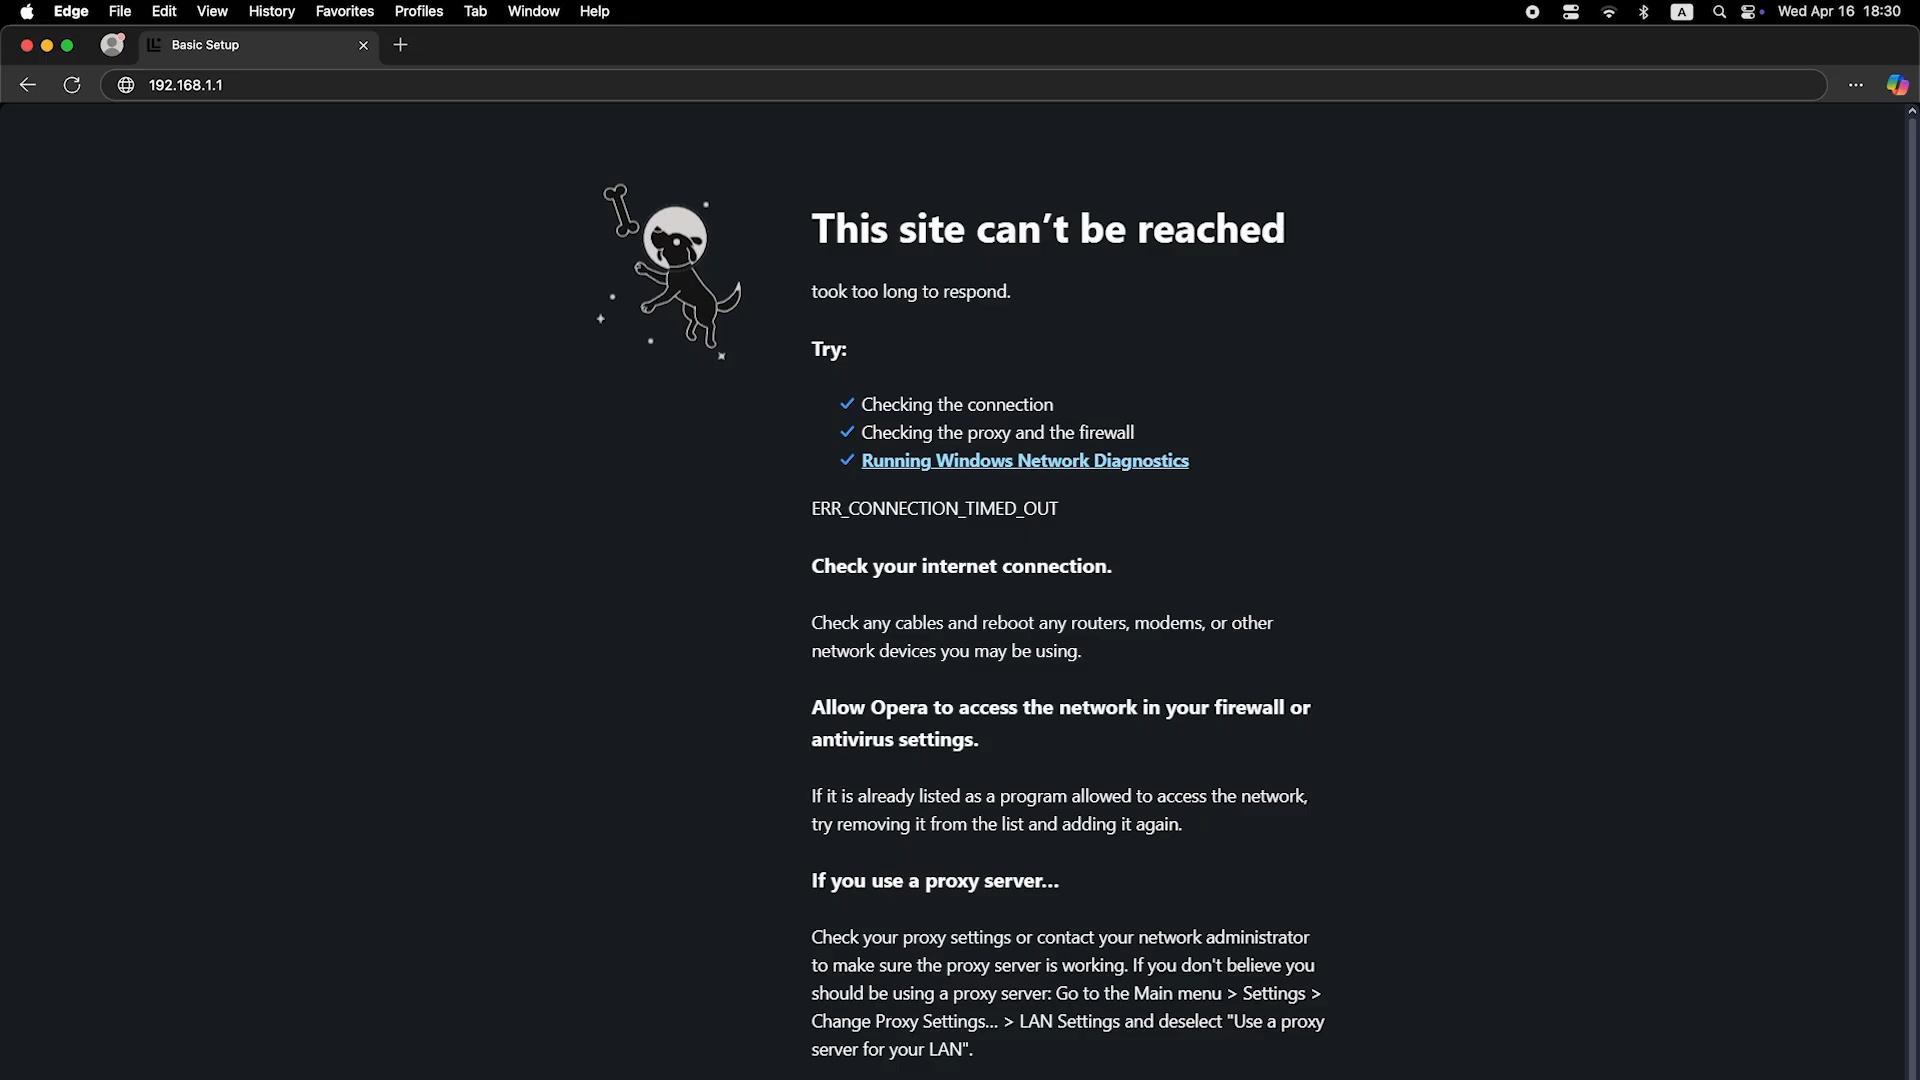 Edge File Edit View History Favorites Profiles Tab Window Help
A
Wed Apr 16 18:30
Basic Setup
192.168.1.1
This site can’t be reached
took too long to respond.
Try:
Checking the connection
Checking the proxy and the firewall
Running Windows Network Diagnostics
ERR_CONNECTION_TIMED_OUT
Check your internet connection.
Check any cables and reboot any routers, modems, or other
network devices you may be using.
Allow Opera to access the network in your firewall or
antivirus settings.
If it is already listed as a program allowed to access the network,
try removing it from the list and adding it again.
If you use a proxy server...
Check your proxy settings or contact your network administrator
to make sure the proxy server is working. If you don't believe you
should be using a proxy server: Go to the Main menu > Settings >
Change Proxy Settings... > LAN Settings and deselect "Use a proxy
server for your LAN".